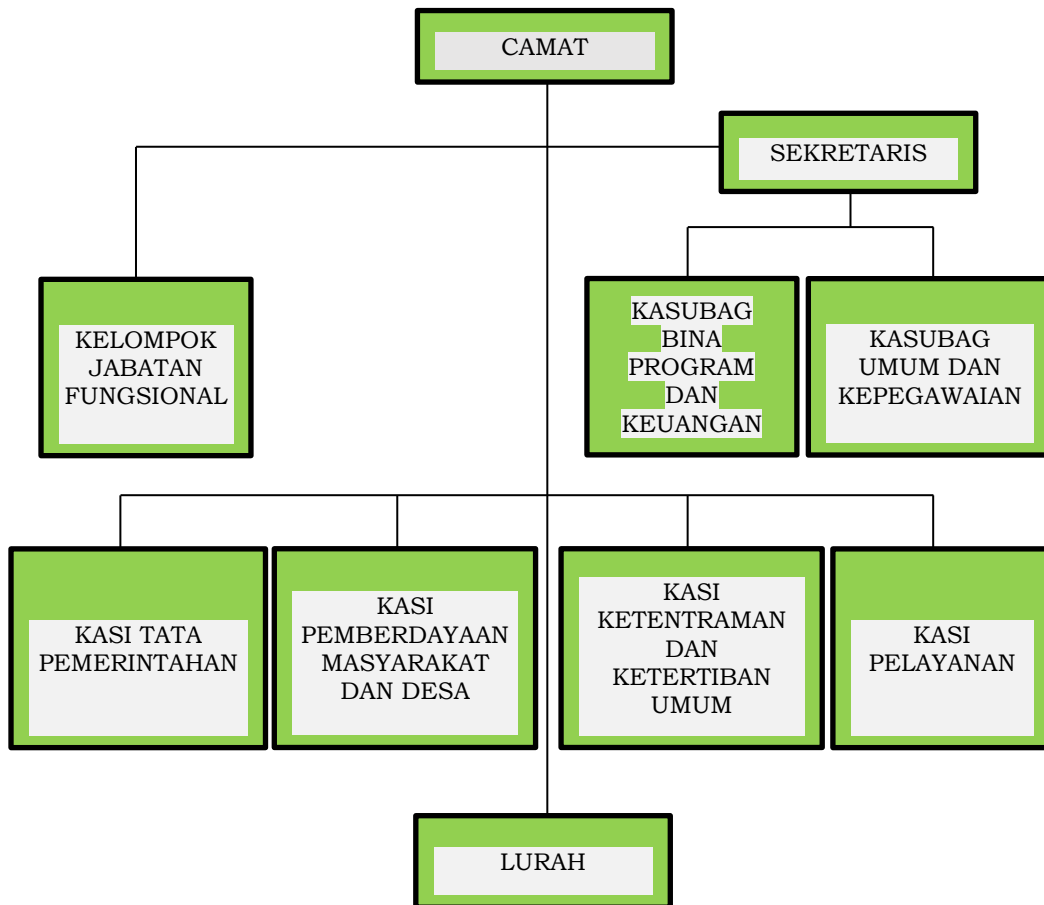 CAMAT
SEKRETARIS
KELOMPOK
JABATAN
FUNGSIONAL
KASUBAG
BINA
PROGRAM
DAN
KEUANGAN
KASUBAG
UMUM DAN
KEPEGAWAIAN
KASI TATA
PEMERINTAHAN
KASI
PEMBERDAYAAN
MASYARAKAT
DAN DESA
KASI
KETENTRAMAN
DAN
KETERTIBAN
UMUM
KASI
PELAYANAN
LURAH